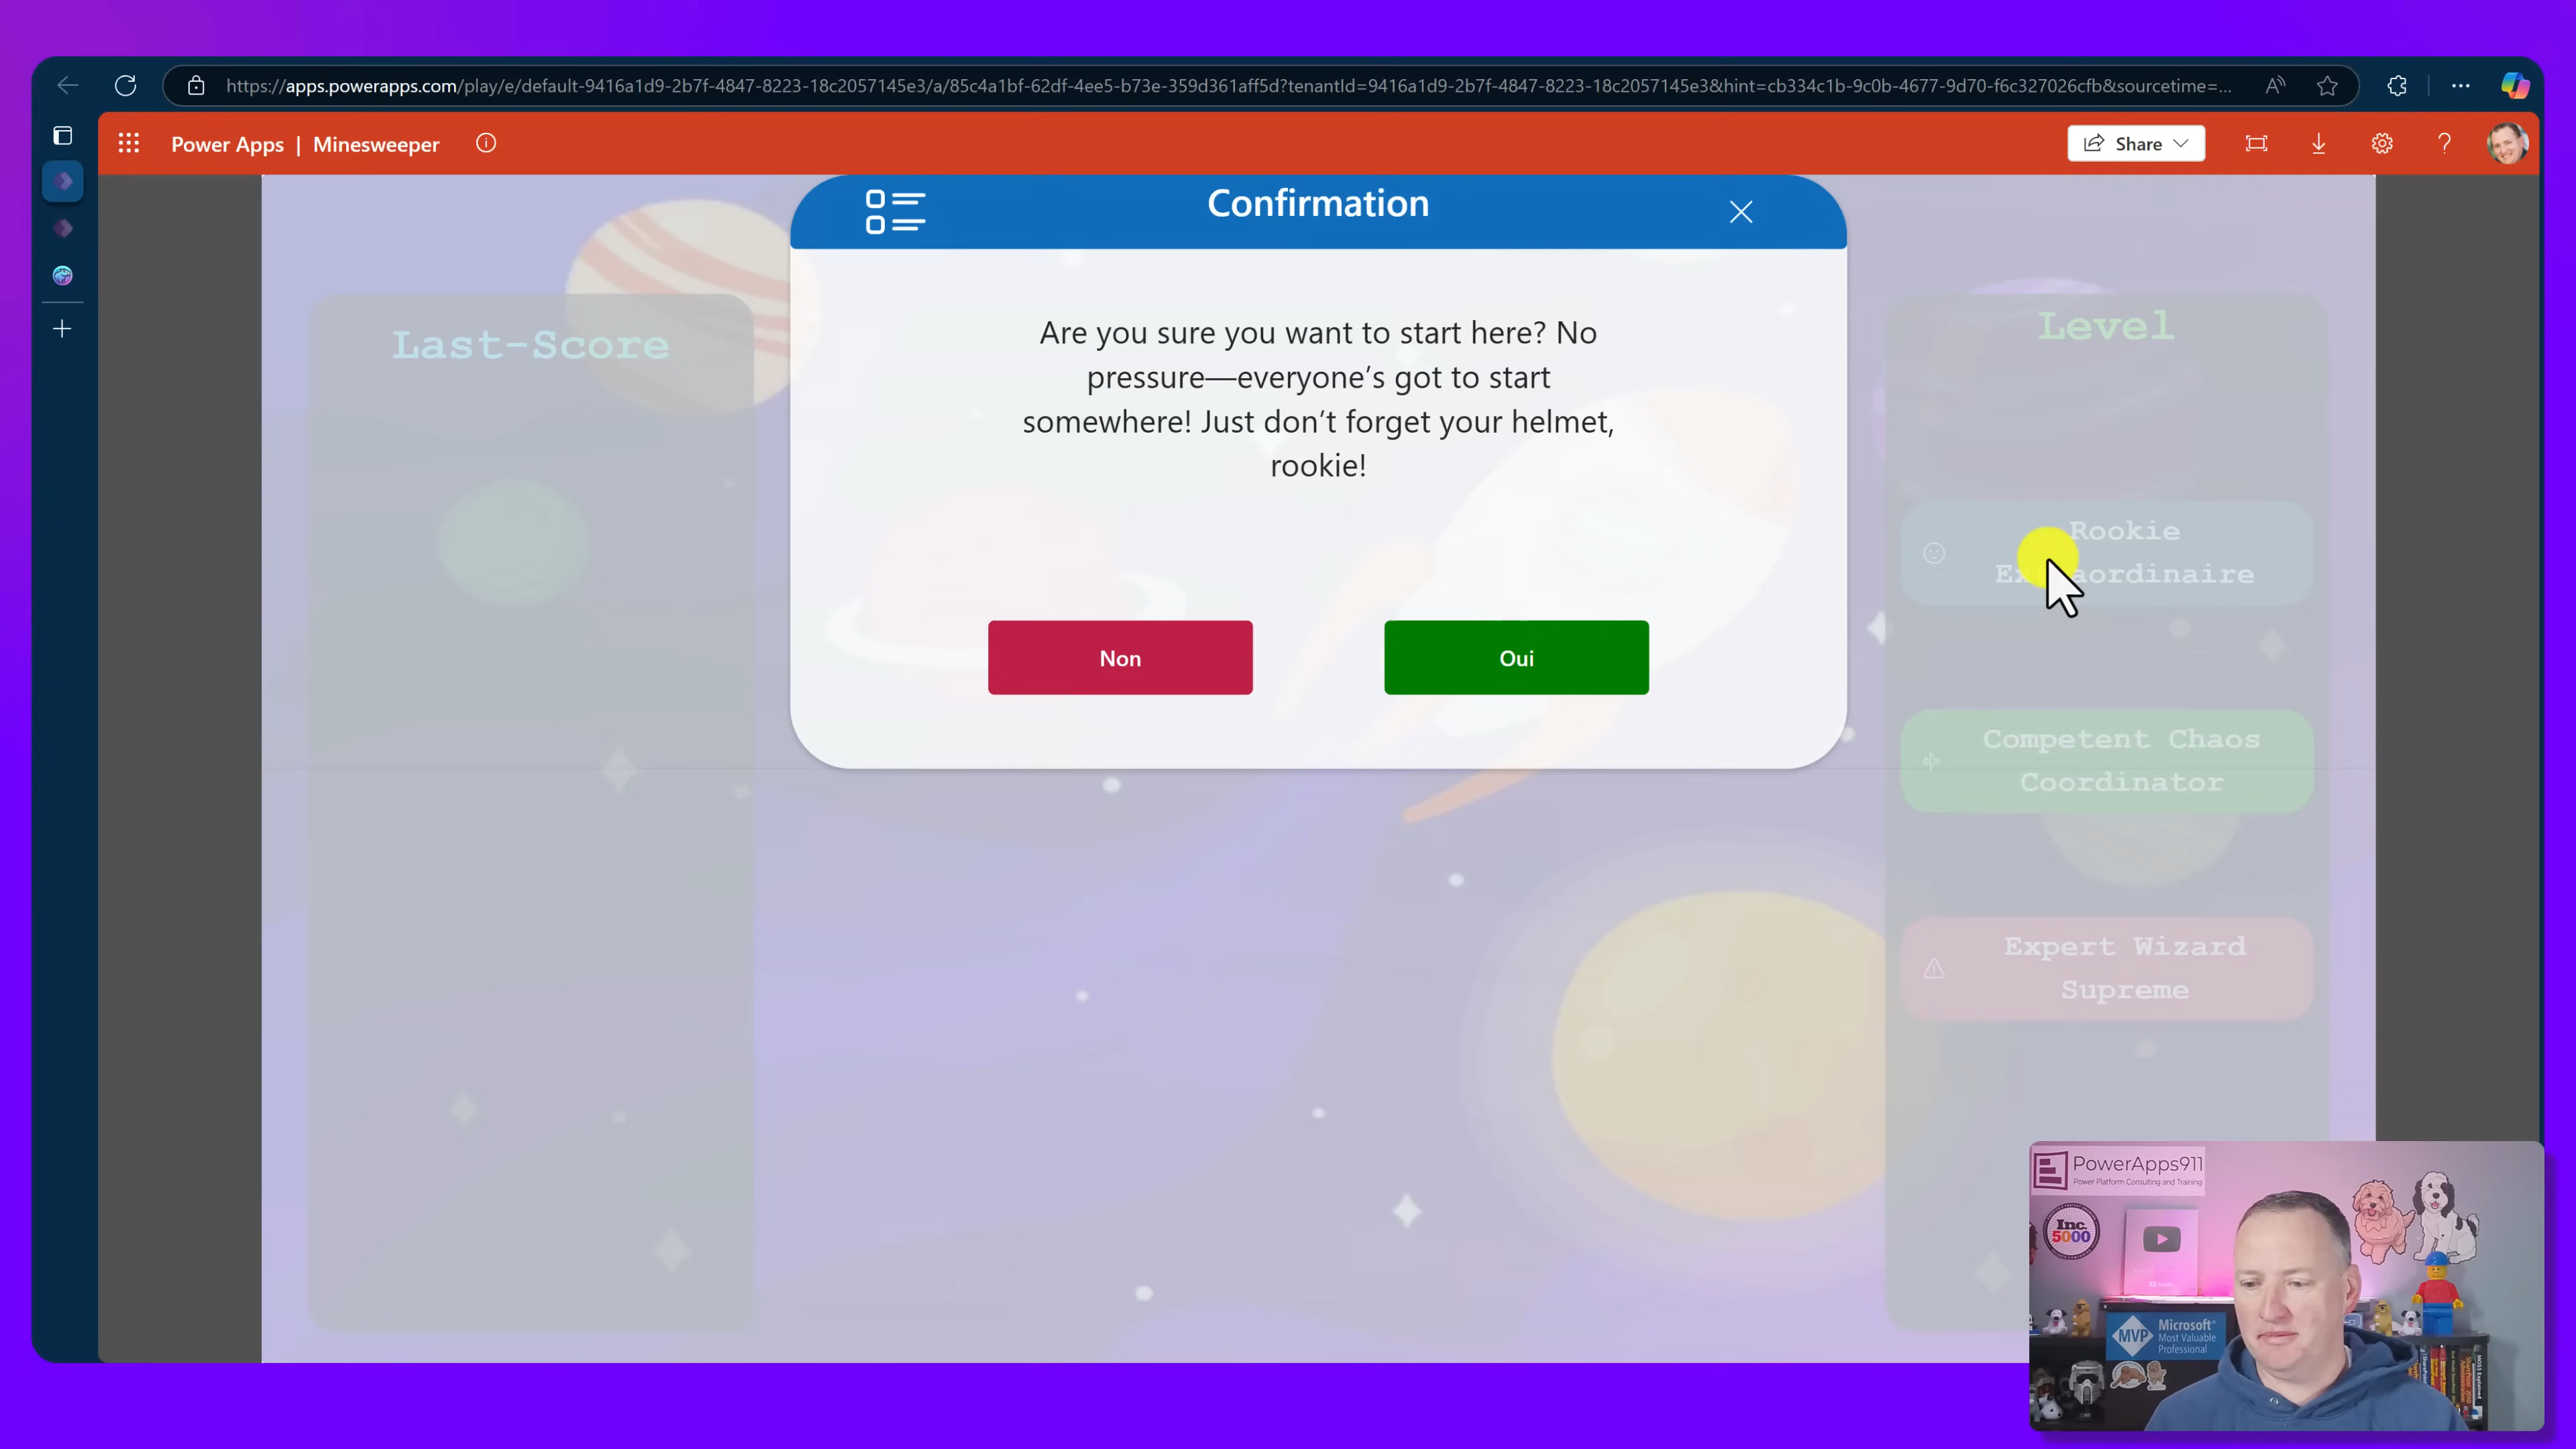 https://apps.powerapps.com/play/e/default-9416a1d9-2b7f-4847-8223-18c2057145e3/a/85c4a1bf-62df-4ee5-b73e-359d361aff5d?tenantId=9416a1d9-2b7f-4847-8223-18c2057145e3&hint=cb334c1b-9c0b-4677-9d70-f6c327026cfb&sourcetime=...
Power Apps | Minesweeper
Share
Confirmation
Last-Score
Level
Are you sure you want to start here? No
pressure—everyone’s got to start
somewhere! Just don’t forget your helmet,
rookie!
Non
Oui
Rookie
Extraordinaire
Competent Chaos
Coordinator
Expert Wizard
Supreme
PowerApps911
Power Platform Consulting and Training
Inc.
5000
MVP
Microsoft®
Most Valuable
Professional